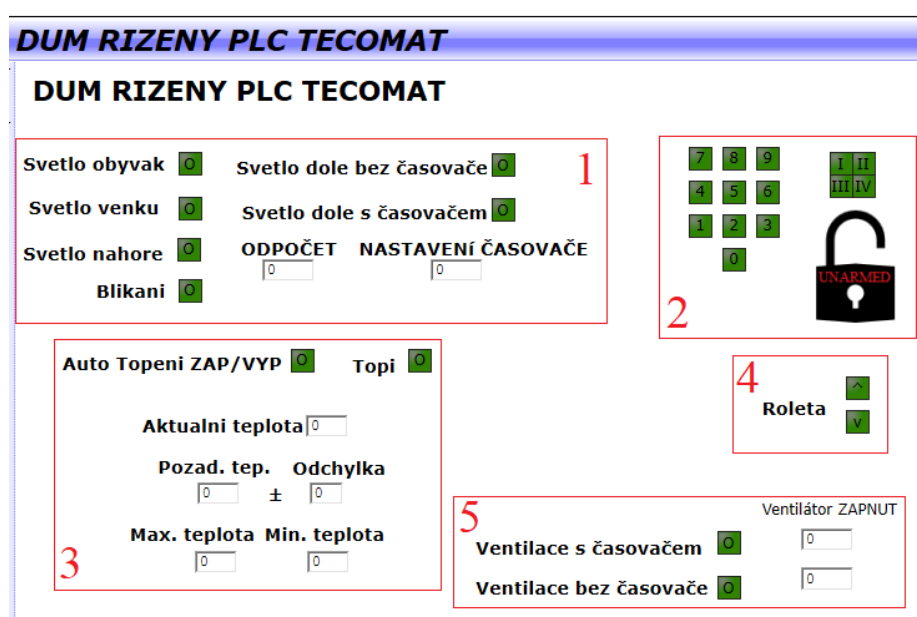 DUM RIZENY PLC TECOMAT
DUM RIZENY PLC TECOMAT
Svetlo obyvak O Svetlo dole bez časovače O 1
Svetlo venku O Svetlo dole s časovačem O
Svetlo nahore O ODPOČET NASTAVENí ČASOVAČE
0 0
Blikani O
7 8 9 I II
4 5 6 III IV
1 2 3
0 UNARMED
2
Auto Topeni ZAP/VYP O Topi O
Aktualni teplota 0
Pozad. tep. Odchylka
0 ± 0
Max. teplota Min. teplota
0 0
3
4 ^
Roleta v
5 Ventilátor ZAPNUT
Ventilace s časovačem O 0
Ventilace bez časovače O 0